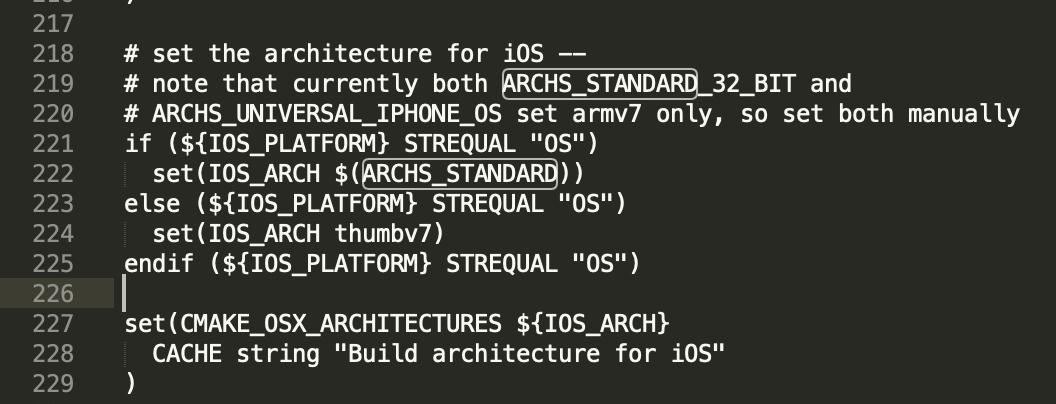 217
218 # set the architecture for iOS --
219 # note that currently both ARCHS_STANDARD_32_BIT and
220 # ARCHS_UNIVERSAL_IPHONE_OS set armv7 only, so set both manually
221 if (${IOS_PLATFORM} STREQUAL "OS")
222 set(IOS_ARCH $(ARCHS_STANDARD))
223 else (${IOS_PLATFORM} STREQUAL "OS")
224 set(IOS_ARCH thumbv7)
225 endif (${IOS_PLATFORM} STREQUAL "OS")
226
227 set(CMAKE_OSX_ARCHITECTURES ${IOS_ARCH}
228 CACHE string "Build architecture for iOS"
229 )